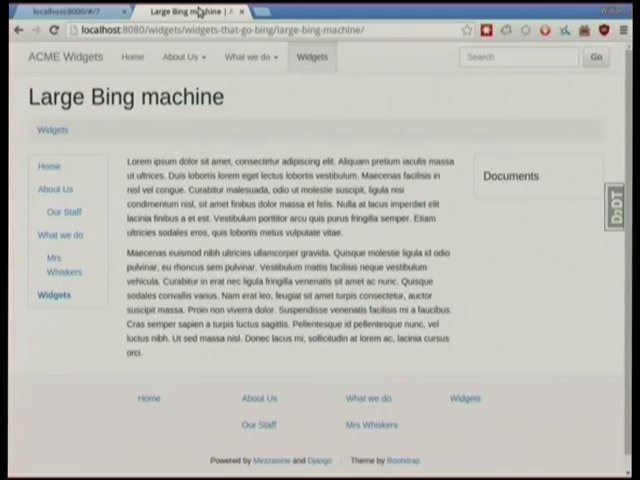 localhost:8000/#/?
Large Bing machine | A
localhost:8080/widgets/widgets-that-go-bing/large-bing-machine/
ACME Widgets Home About Us What we do Widgets Search Go
Large Bing machine
Widgets
Home
About Us
Our Staff
What we do
Mrs
Whiskers
Widgets
Lorem ipsum dolor sit amet, consectetur adipiscing elit. Aliquam pretium iaculis massa
ut ultrices. Duis lobortis lorem eget lectus lobortis vestibulum. Maecenas facilisis in
nisl vel congue. Curabitur malesuada, odio ut molestie suscipit, ligula nisi
condimentum nisl, sit amet finibus dolor massa et felis. Nulla at lacus imperdiet elit
lacinia finibus a et est. Vestibulum porttitor arcu quis purus fringilla semper. Etiam
ultricies sodales eros, quis lobortis metus vulputate vitae.
Maecenas euismod nibh ultricies ullamcorper gravida. Quisque molestie ligula id odio
pulvinar, eu rhoncus sem pulvinar. Vestibulum mattis facilisis neque vestibulum
vehicula. Curabitur in erat nec ligula fringilla venenatis sit amet ac nunc. Quisque
sodales convallis varius. Nam erat leo, feugiat sit amet turpis consectetur, auctor
suscipit massa. Proin non viverra dolor. Suspendisse venenatis facilisis mi a faucibus.
Cras semper sapien a turpis luctus sagittis. Pellentesque id pellentesque nunc, vel
luctus nibh. Ut sed massa nisl. Donec lacus mi, sollicitudin at lorem ac, lacinia cursus
orci.
Documents
DjDT
Home About Us What we do Widgets
Our Staff Mrs Whiskers
Powered by Mezzanine and Django | Theme by Bootstrap